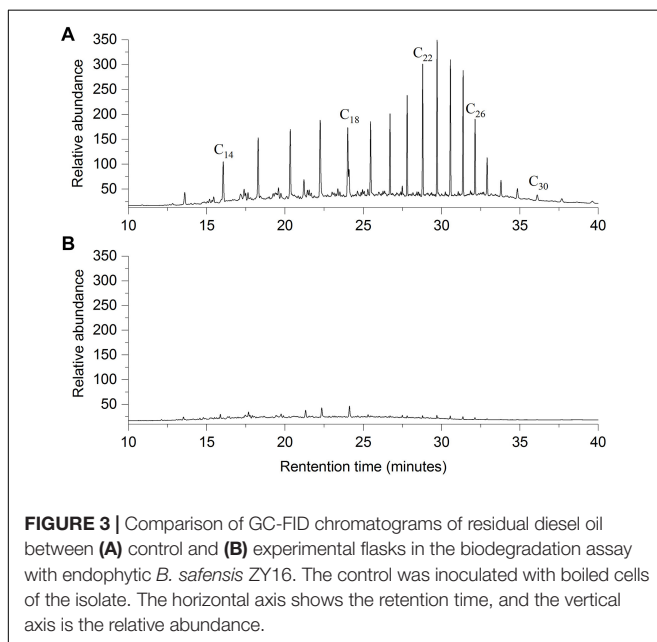 A
350
300
250
200
150
100
50
Relative abundance
C14
C18
C22
C26
C30
10 15 20 25 30 35 40
B
350
300
250
200
150
100
50
Relative abundance
10 15 20 25 30 35 40
Rentention time (minutes)
FIGURE 3 | Comparison of GC-FID chromatograms of residual diesel oil
between (A) control and (B) experimental flasks in the biodegradation assay
with endophytic B. safensis ZY16. The control was inoculated with boiled cells
of the isolate. The horizontal axis shows the retention time, and the vertical
axis is the relative abundance.